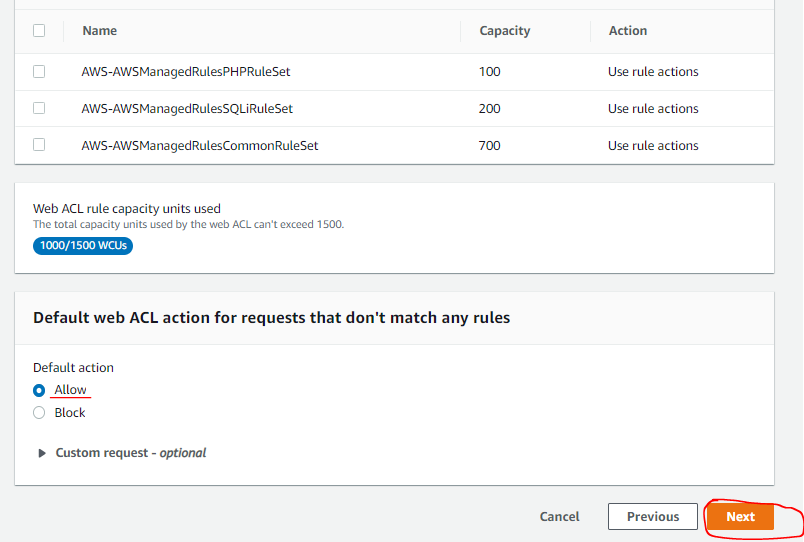 Name Capacity Action
AWS-AWSManagedRulesPHPRuleSet 100 Use rule actions
AWS-AWSManagedRulesSQLiRuleSet 200 Use rule actions
AWS-AWSManagedRulesCommonRuleSet 700 Use rule actions
Web ACL rule capacity units used
The total capacity units used by the web ACL can't exceed 1500.
1000/1500 WCUs
Default web ACL action for requests that don't match any rules
Default action
Allow
Block
Custom request - optional
Cancel Previous Next